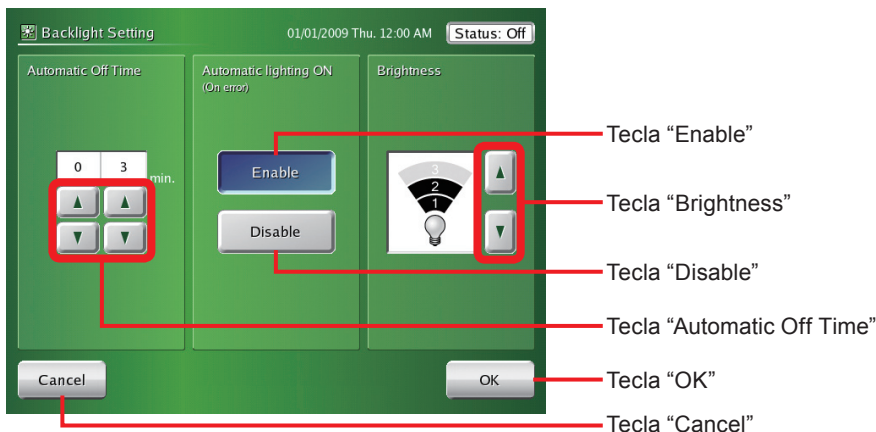 Backlight Setting
01/01/2009 Thu. 12:00 AM
Status: Off
Automatic Off Time
Automatic lighting ON
(On error)
Brightness
0 3 min.
▲ ▲
▼ ▼
Enable
Disable
3
2
1
▲
▼
Cancel
OK
Tecla “Enable”
Tecla “Brightness”
Tecla “Disable”
Tecla “Automatic Off Time”
Tecla “OK”
Tecla “Cancel”